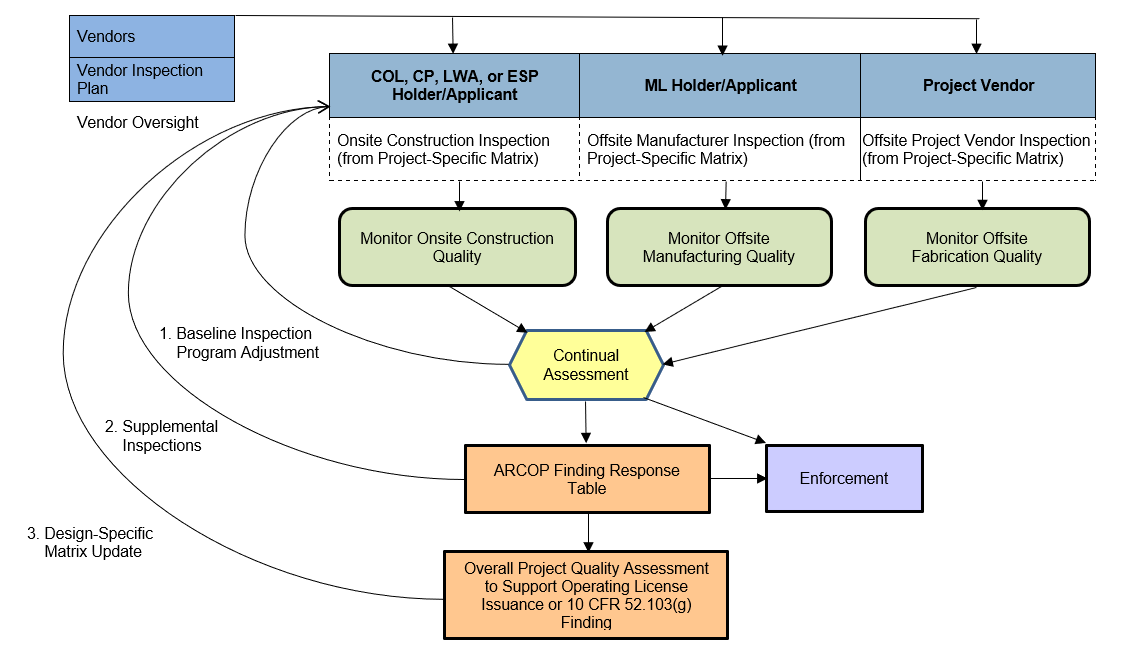 Vendors
Vendor Inspection
Plan
Vendor Oversight
COL, CP, LWA, or ESP
Holder/Applicant
ML Holder/Applicant
Project Vendor
Onsite Construction Inspection
(from Project-Specific Matrix)
Offsite Manufacturer Inspection (from
Project-Specific Matrix)
Offsite Project Vendor Inspection
(from Project-Specific Matrix)
Monitor Onsite Construction
Quality
Monitor Offsite
Manufacturing Quality
Monitor Offsite
Fabrication Quality
1. Baseline Inspection
Program Adjustment
Continual
Assessment
2. Supplemental
Inspections
ARCOP Finding Response
Table
Enforcement
3. Design-Specific
Matrix Update
Overall Project Quality Assessment
to Support Operating License
Issuance or 10 CFR 52.103(g)
Finding